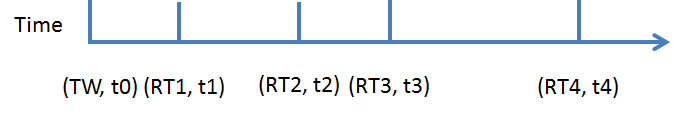 Time
(TW, t0) (RT1, t1) (RT2, t2) (RT3, t3) (RT4, t4)